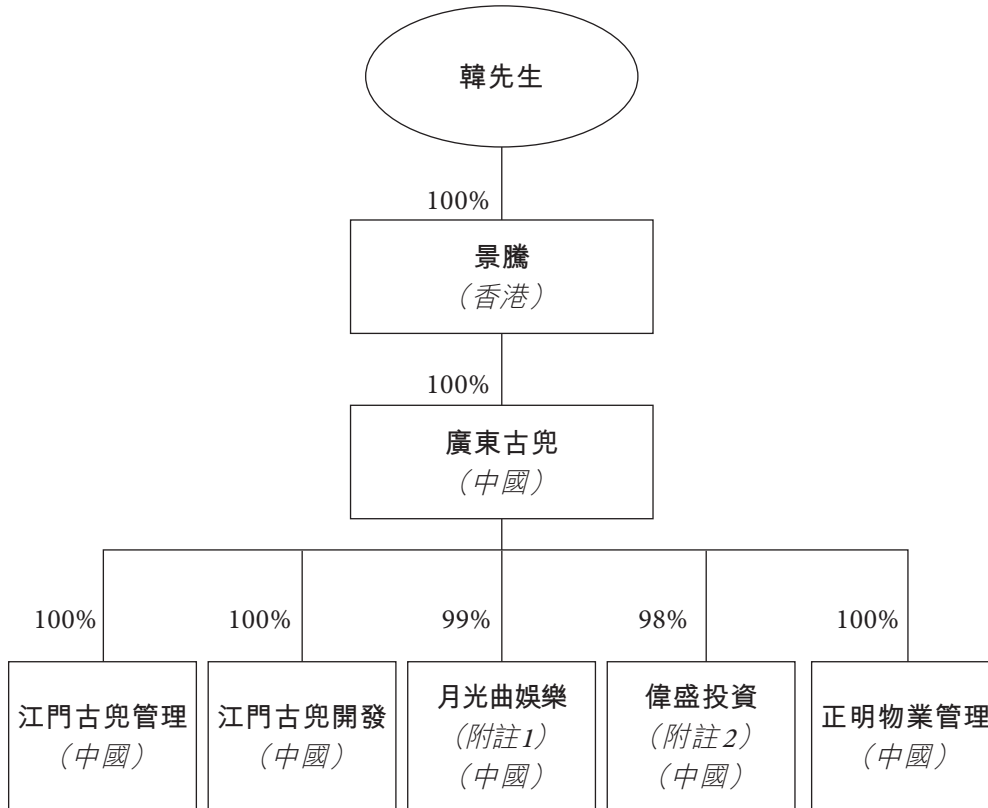 韓先生
100%
景騰
（香港）
100%
廣東古兜
（中國）
100%
100%
99%
98%
100%
江門古兜管理
（中國）
江門古兜開發
（中國）
月光曲娛樂
（附註1）
（中國）
偉盛投資
（附註2）
（中國）
正明物業管理
（中國）